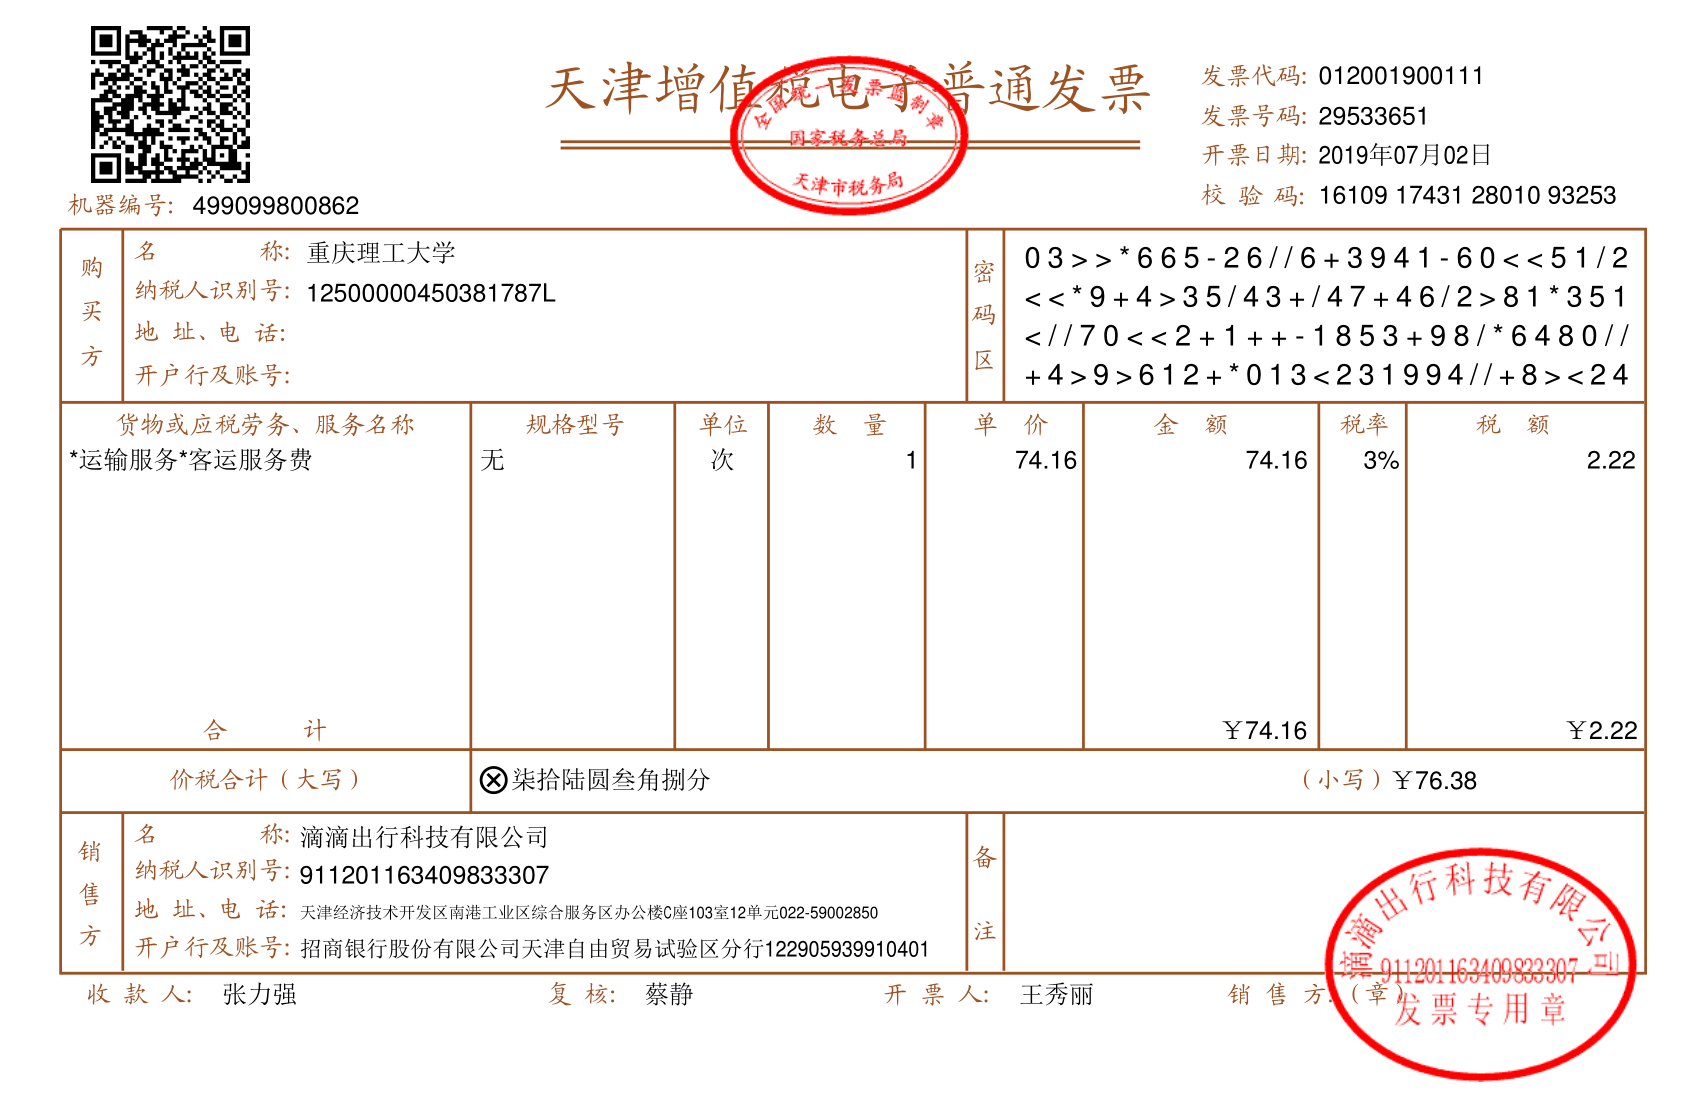 天津增值税电子普通发票
全国统一发票监制章
国家税务总局
天津市税务局
发票代码: 012001900111
发票号码: 29533651
开票日期: 2019年07月02日
校验码: 16109 17431 28010 93253
机器编号: 499099800862
购买方
名称: 重庆理工大学
纳税人识别号: 12500000450381787L
地址、电话:
开户行及账号:
密码区
03>>*665-26//6+3941-60<<51/2
<<*9+4>35/43+/47+46/2>81*351
<//70<<2+1++-1853+98/*6480//
+4>9>612+*013<231994//+8><24
货物或应税劳务、服务名称 规格型号 单位 数量 单价 金额 税率 税额
*运输服务*客运服务费 无 次 1 74.16 74.16 3% 2.22
合计 ￥74.16 ￥2.22
价税合计（大写） ⊗柒拾陆圆叁角捌分 （小写）￥76.38
销售方
名称: 滴滴出行科技有限公司
纳税人识别号: 911201163409833307
地址、电话: 天津经济技术开发区南港工业区综合服务区办公楼C座103室12单元022-59002850
开户行及账号: 招商银行股份有限公司天津自由贸易试验区分行122905939910401
备注
收款人: 张力强 复核: 蔡静 开票人: 王秀丽 销售方:（章）
滴滴出行科技有限公司
911201163409833307
发票专用章